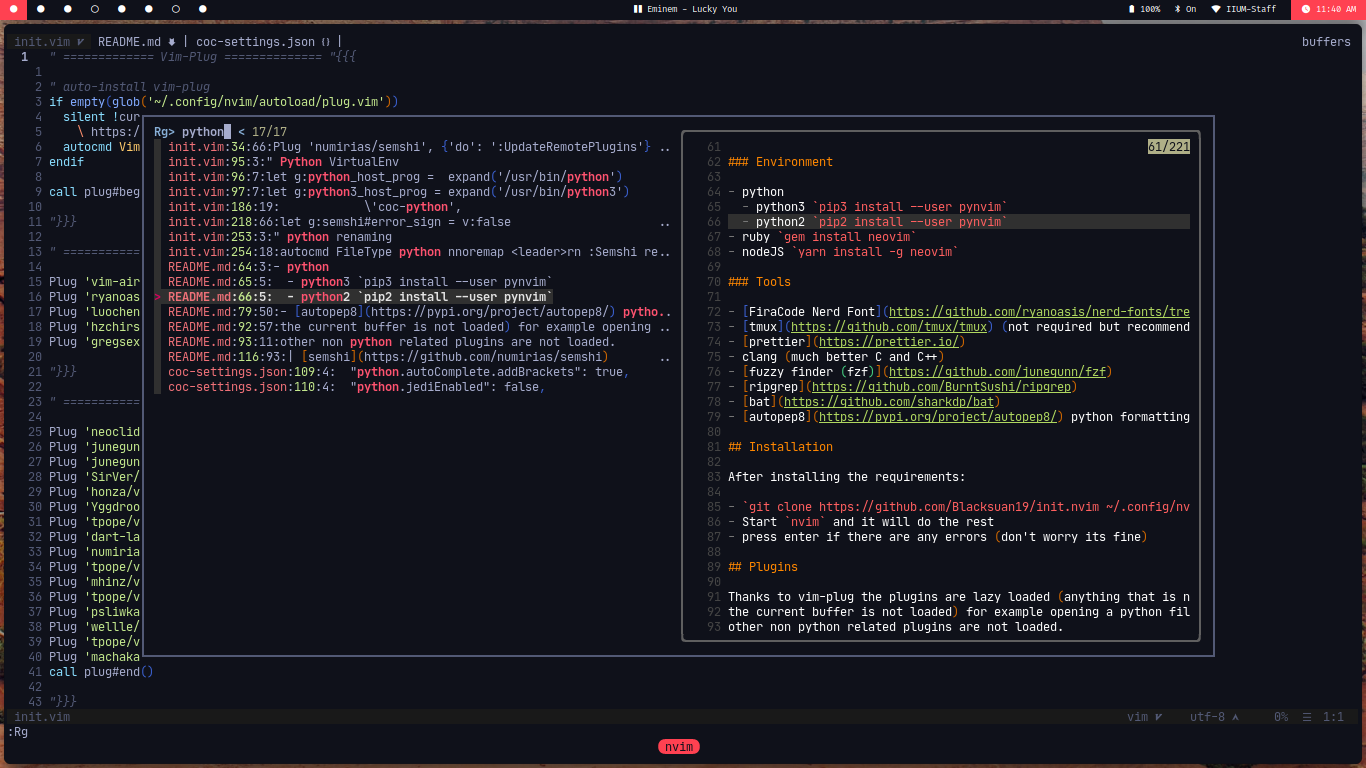 Eminem - Lucky You
100%
On
IIUM-Staff
11:40 AM
init.vim README.md | coc-settings.json {} |
buffers
1 " ============= Vim-Plug ============== "{{{
1
2 " auto-install vim-plug
3 if empty(glob('~/.config/nvim/autoload/plug.vim'))
4 silent !cur
5 \ https:/
6 autocmd Vim
7 endif
8
9 call plug#beg
10
11 "}}}
12
13 " ===========
14
15 Plug 'vim-air
16 Plug 'ryanoas
17 Plug 'luochen
18 Plug 'hzchirs
19 Plug 'gregsex
20
21 "}}}
22
23 " ===========
24
25 Plug 'neoclid
26 Plug 'junegun
27 Plug 'junegun
28 Plug 'SirVer/
29 Plug 'honza/v
30 Plug 'Yggdroo
31 Plug 'tpope/v
32 Plug 'dart-la
33 Plug 'numiria
34 Plug 'tpope/v
35 Plug 'mhinz/v
36 Plug 'tpope/v
37 Plug 'psliwka
38 Plug 'wellle/
39 Plug 'tpope/v
40 Plug 'machaka
41 call plug#end()
42
43 "}}}
Rg> python < 17/17
init.vim:34:66:Plug 'numirias/semshi', {'do': ':UpdateRemotePlugins'} ..
init.vim:95:3:" Python VirtualEnv
init.vim:96:7:let g:python_host_prog =  expand('/usr/bin/python')
init.vim:97:7:let g:python3_host_prog = expand('/usr/bin/python3')
init.vim:186:19:            \'coc-python',
init.vim:218:66:let g:semshi#error_sign = v:false ..
init.vim:253:3:" python renaming
init.vim:254:18:autocmd FileType python nnoremap <leader>rn :Semshi re..
README.md:64:3:- python
README.md:65:5:  - python3 `pip3 install --user pynvim`
> README.md:66:5:  - python2 `pip2 install --user pynvim`
README.md:79:50:- [autopep8](https://pypi.org/project/autopep8/) pytho..
README.md:92:57:the current buffer is not loaded) for example opening ..
README.md:93:11:other non python related plugins are not loaded.
README.md:116:93:| [semshi](https://github.com/numirias/semshi) ..
coc-settings.json:109:4:  "python.autoComplete.addBrackets": true,
coc-settings.json:110:4:  "python.jediEnabled": false,
61 61/221
62 ### Environment
63
64 - python
65 - python3 `pip3 install --user pynvim`
66 - python2 `pip2 install --user pynvim`
67 - ruby `gem install neovim`
68 - nodeJS `yarn install -g neovim`
69
70 ### Tools
71
72 - [FiraCode Nerd Font](https://github.com/ryanoasis/nerd-fonts/tre
73 - [tmux](https://github.com/tmux/tmux) (not required but recommend
74 - [prettier](https://prettier.io/)
75 - clang (much better C and C++)
76 - [fuzzy finder (fzf)](https://github.com/junegunn/fzf)
77 - [ripgrep](https://github.com/BurntSushi/ripgrep)
78 - [bat](https://github.com/sharkdp/bat)
79 - [autopep8](https://pypi.org/project/autopep8/) python formatting
80
81 ## Installation
82
83 After installing the requirements:
84
85 - `git clone https://github.com/Blacksuan19/init.nvim ~/.config/nv
86 - Start `nvim` and it will do the rest
87 - press enter if there are any errors (don't worry its fine)
88
89 ## Plugins
90
91 Thanks to vim-plug the plugins are lazy loaded (anything that is n
92 the current buffer is not loaded) for example opening a python fil
93 other non python related plugins are not loaded.
init.vim
vim utf-8 0% ☰ 1:1
:Rg
nvim